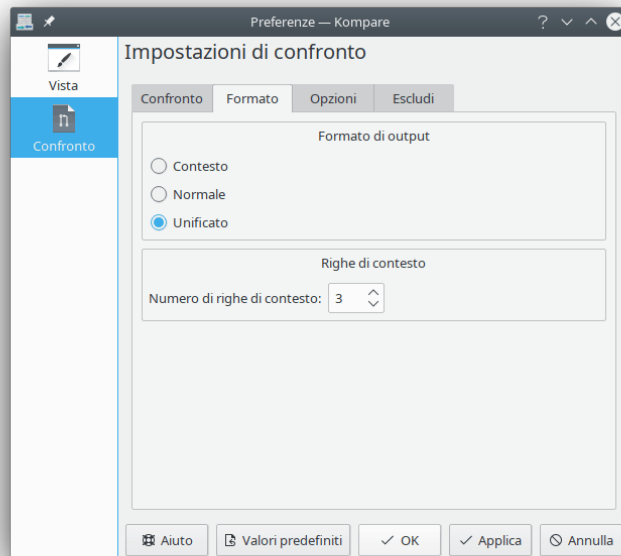 Preferenze — Kompare
Impostazioni di confronto
Vista
Confronto
Confronto Formato Opzioni Escludi
Formato di output
Contesto
Normale
Unificato
Righe di contesto
Numero di righe di contesto: 3
Aiuto Valori predefiniti OK Applica Annulla